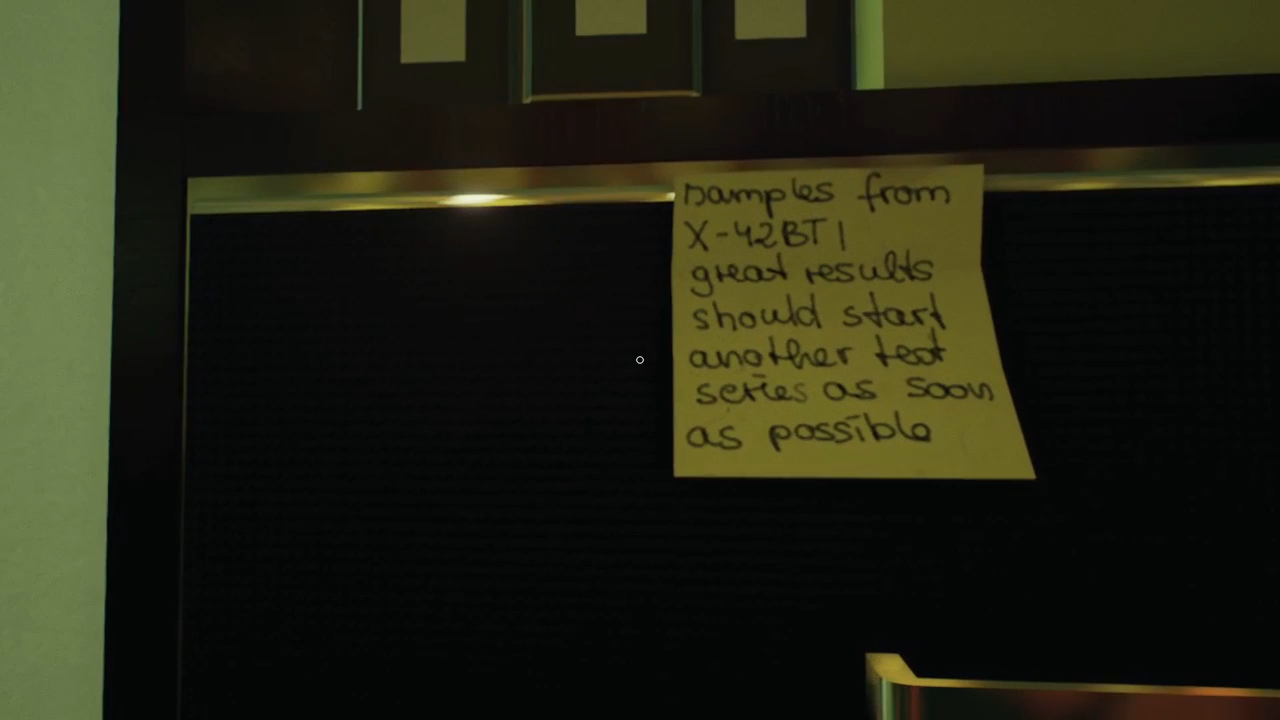 samples from
X-42BT1
great results
should start
another test
series as soon
as possible